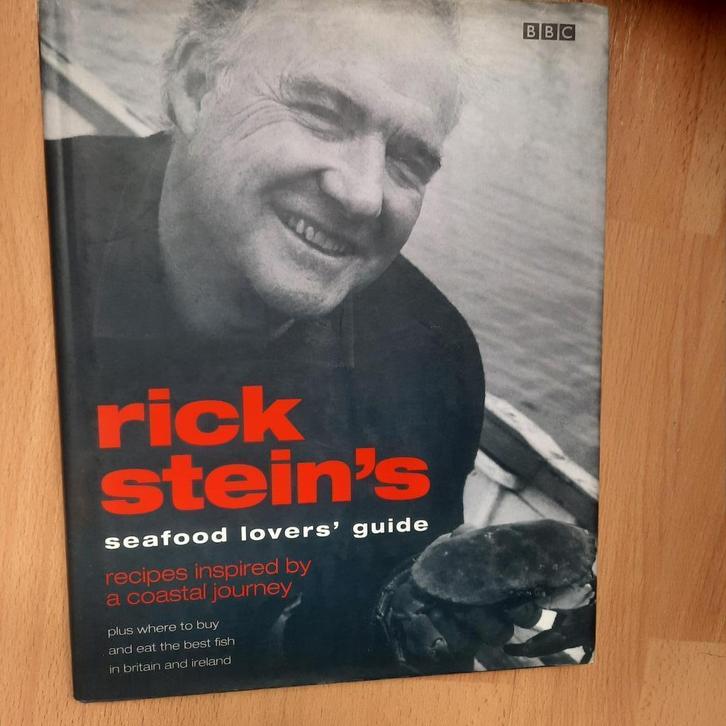 BBC
rick
stein's
seafood lovers' guide
recipes inspired by
a coastal journey
plus where to buy
and eat the best fish
in britain and ireland